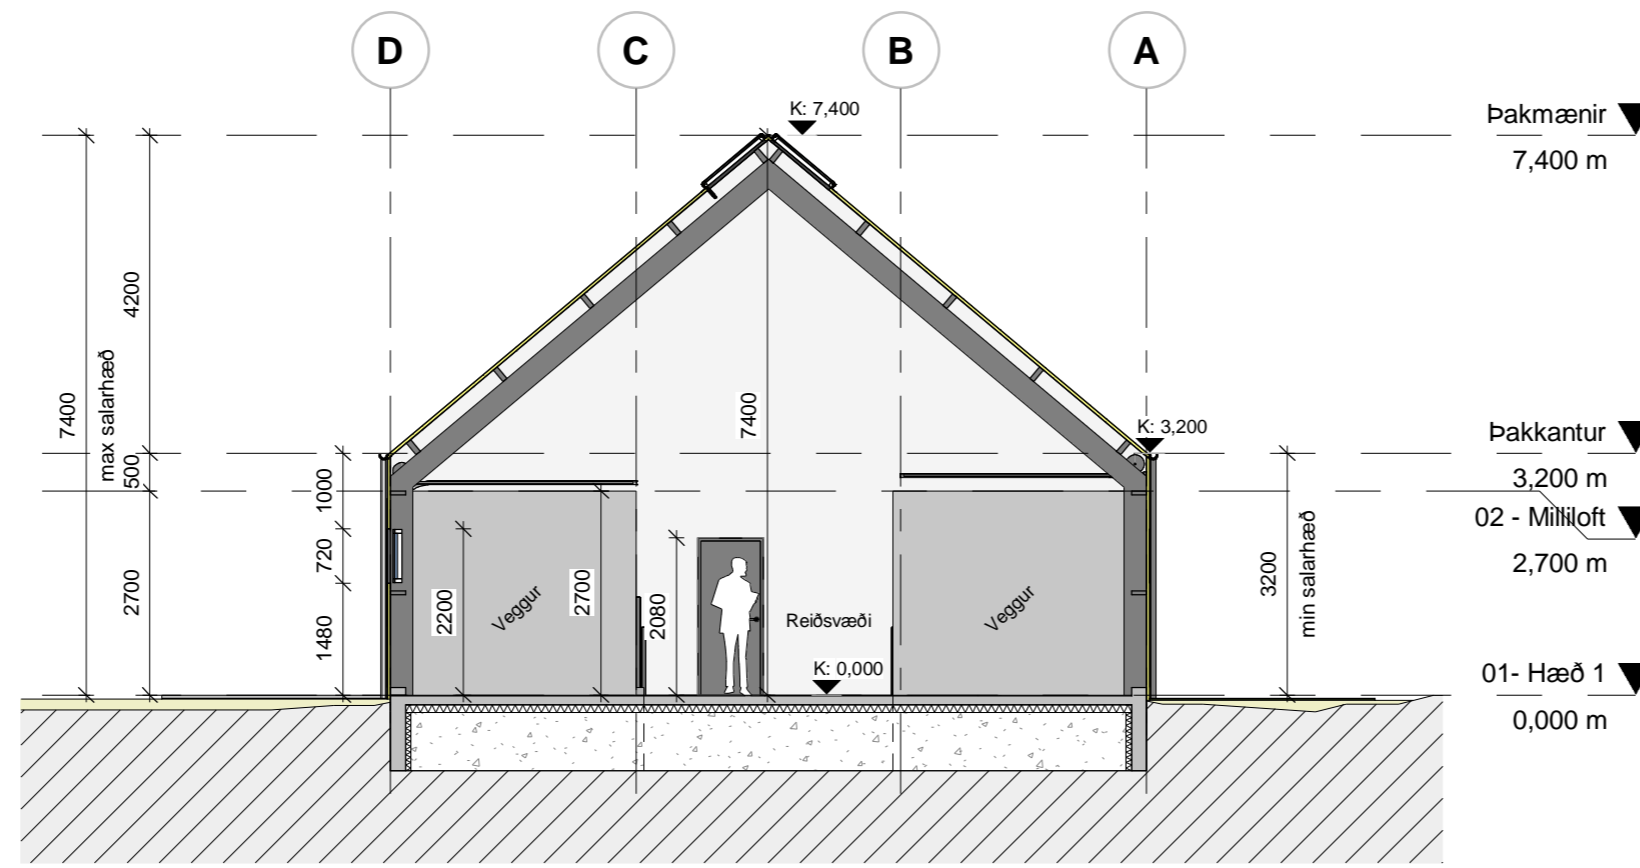 D
C
B
A
K: 7,400
Þakmænir
7,400 m
4200
7400
max salarhæð
7400
K: 3,200
Þakkantur
3,200 m
500
1000
02 - Milliloft
2,700 m
720
2700
1480
2200
Veggur
2700
2080
Reiðsvæði
Veggur
3200
min salarhæð
K: 0,000
01- Hæð 1
0,000 m